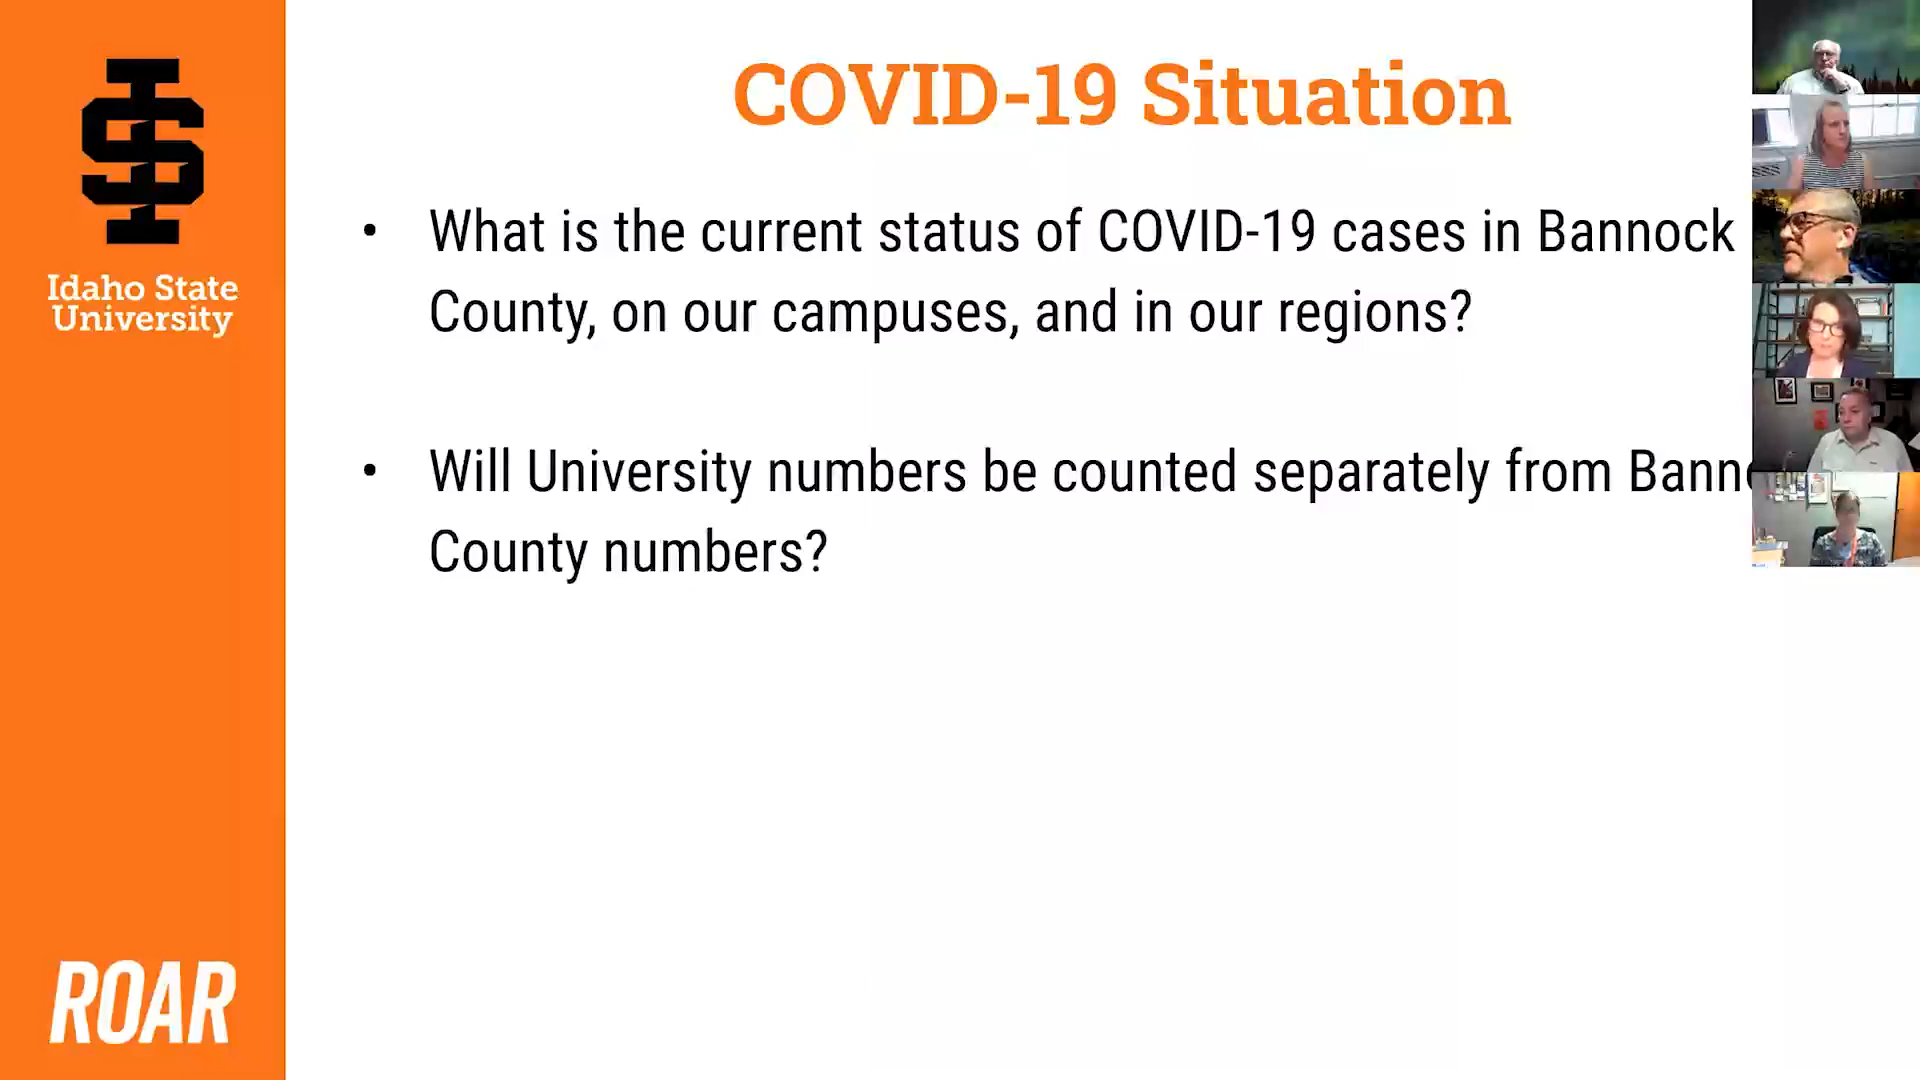 COVID-19 Situation
• What is the current status of COVID-19 cases in Bannock
County, on our campuses, and in our regions?
• Will University numbers be counted separately from
County numbers?
Idaho State
University
ROAR